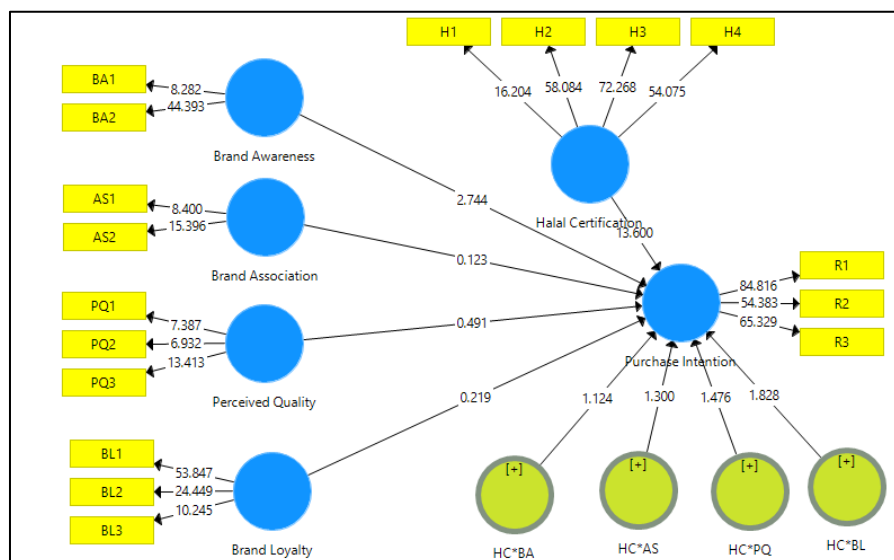 H1
H2
H3
H4
16.204
58.084
72.268
54.075
Halal Certification
13.600
BA1
BA2
8.282
44.393
Brand Awareness
2.744
AS1
AS2
8.400
15.396
Brand Association
0.123
PQ1
PQ2
PQ3
7.387
6.932
13.413
Perceived Quality
0.491
BL1
BL2
BL3
53.847
24.449
10.245
Brand Loyalty
0.219
84.816
54.383
65.329
R1
R2
R3
Purchase Intention
1.124
1.300
1.476
1.828
[+]
[+]
[+]
[+]
HC*BA
HC*AS
HC*PQ
HC*BL